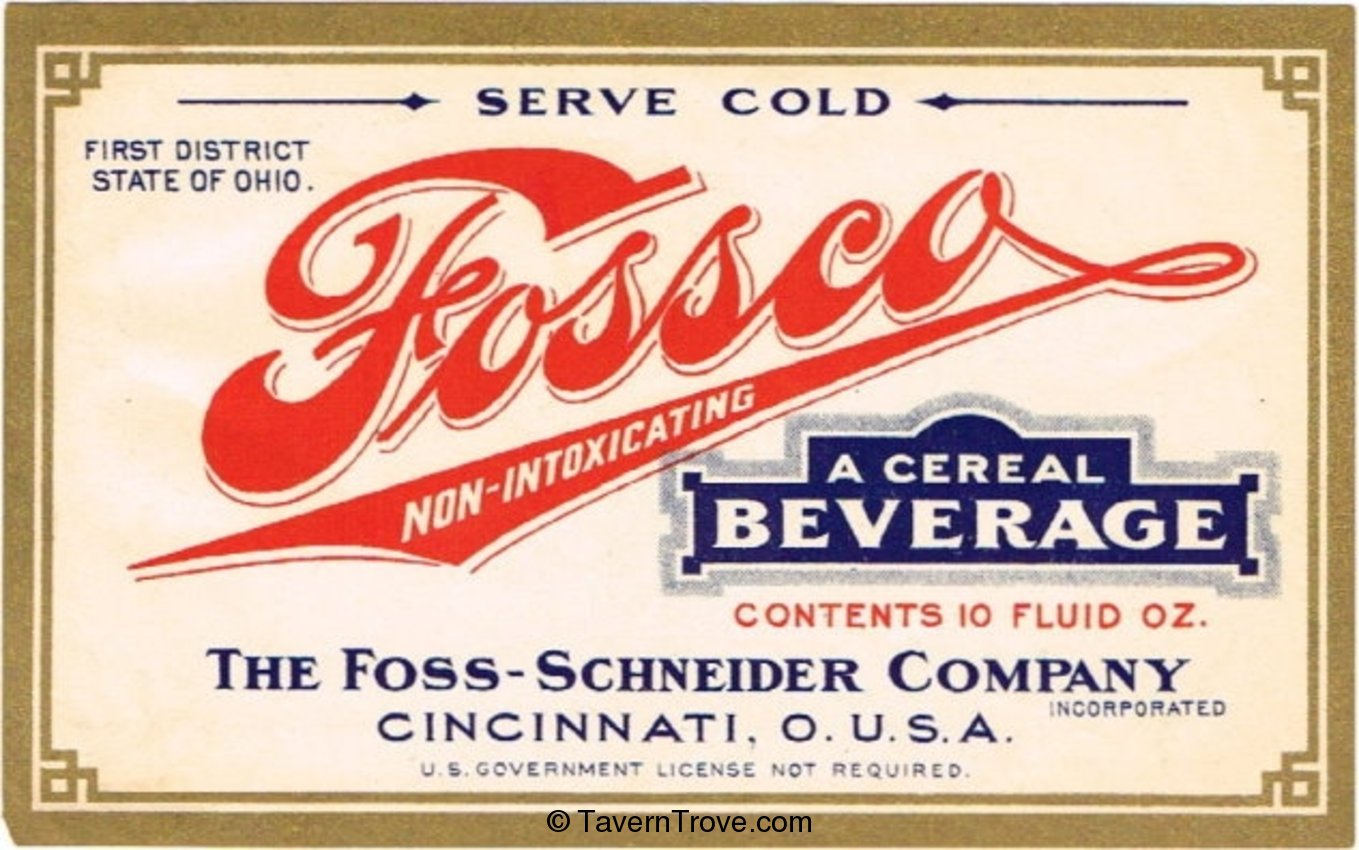 SERVE COLD
FIRST DISTRICT
STATE OF OHIO.
Fossco
NON-INTOXICATING
A CEREAL
BEVERAGE
CONTENTS 10 FLUID OZ.
THE FOSS-SCHNEIDER COMPANY
INCORPORATED
CINCINNATI, O. U.S.A.
U.S. GOVERNMENT LICENSE NOT REQUIRED.
© TavernTrove.com